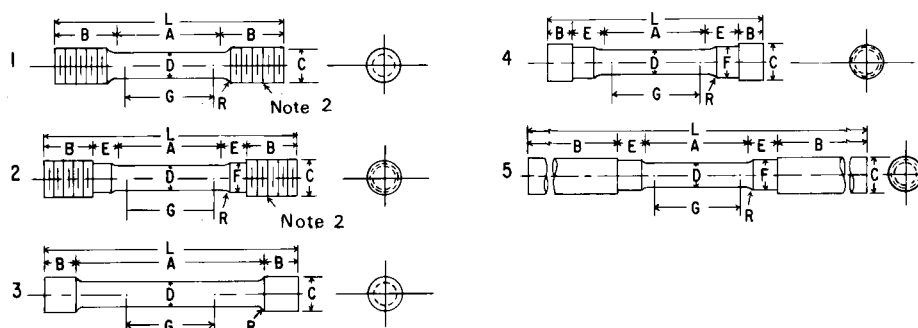 L
B A B
1 D C
G R Note 2
L
B E A E B
2 D F C
G R Note 2
L
B A B
3 D C
G R
L
B E A E B
4 D F C
G R
L
B E A E B
5 D F C
G R